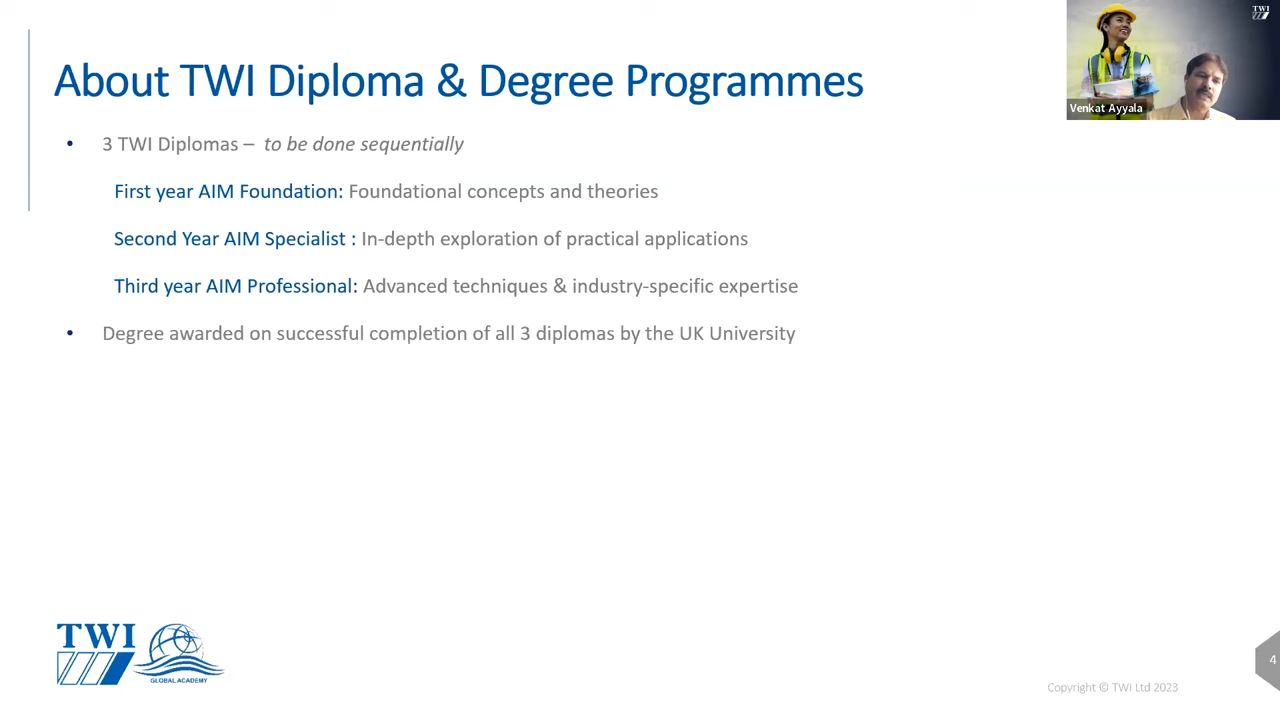 About TWI Diploma & Degree Programmes
TWI
Venkat Ayyala
• 3 TWI Diplomas – to be done sequentially
First year AIM Foundation: Foundational concepts and theories
Second Year AIM Specialist : In-depth exploration of practical applications
Third year AIM Professional: Advanced techniques & industry-specific expertise
• Degree awarded on successful completion of all 3 diplomas by the UK University
TWI
GLOBAL ACADEMY
4
Copyright © TWI Ltd 2023